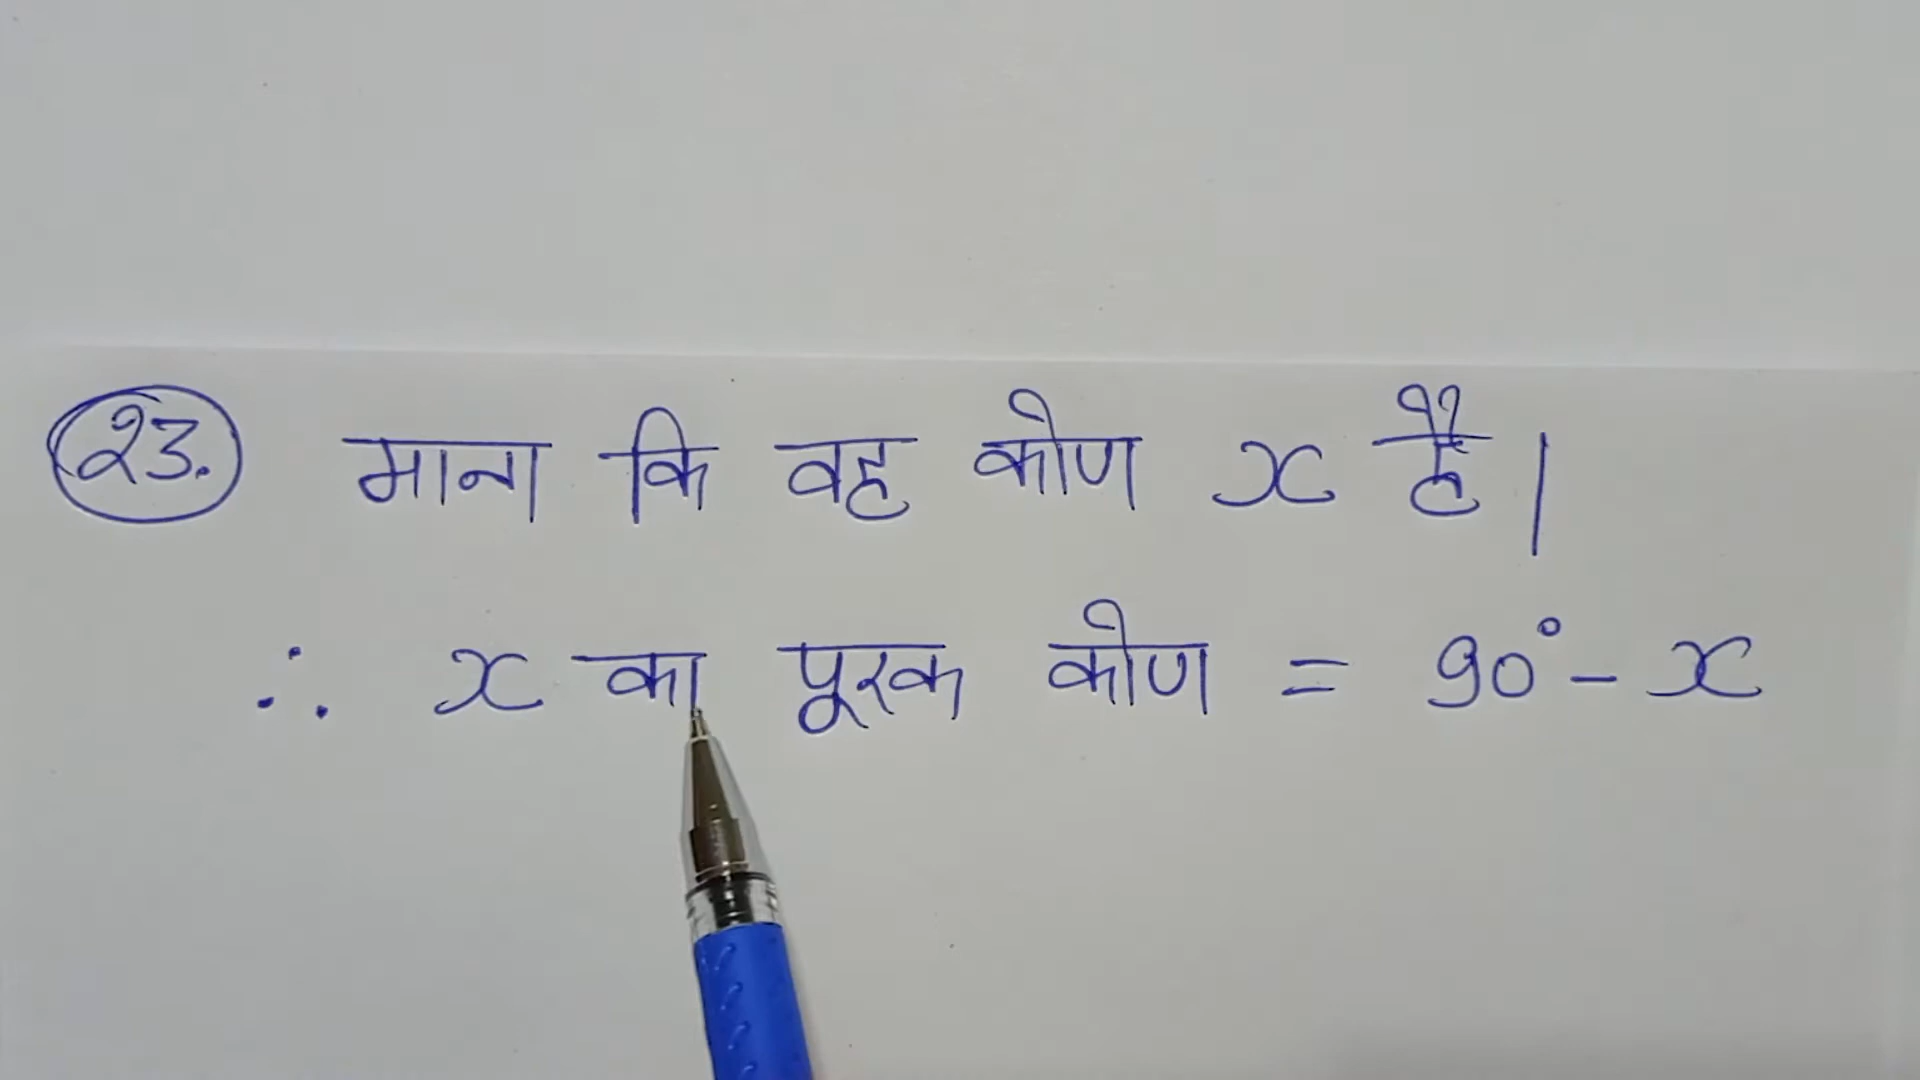 23. माना कि वह कोण x है|
∴ x का पूरक कोण = 90° - x